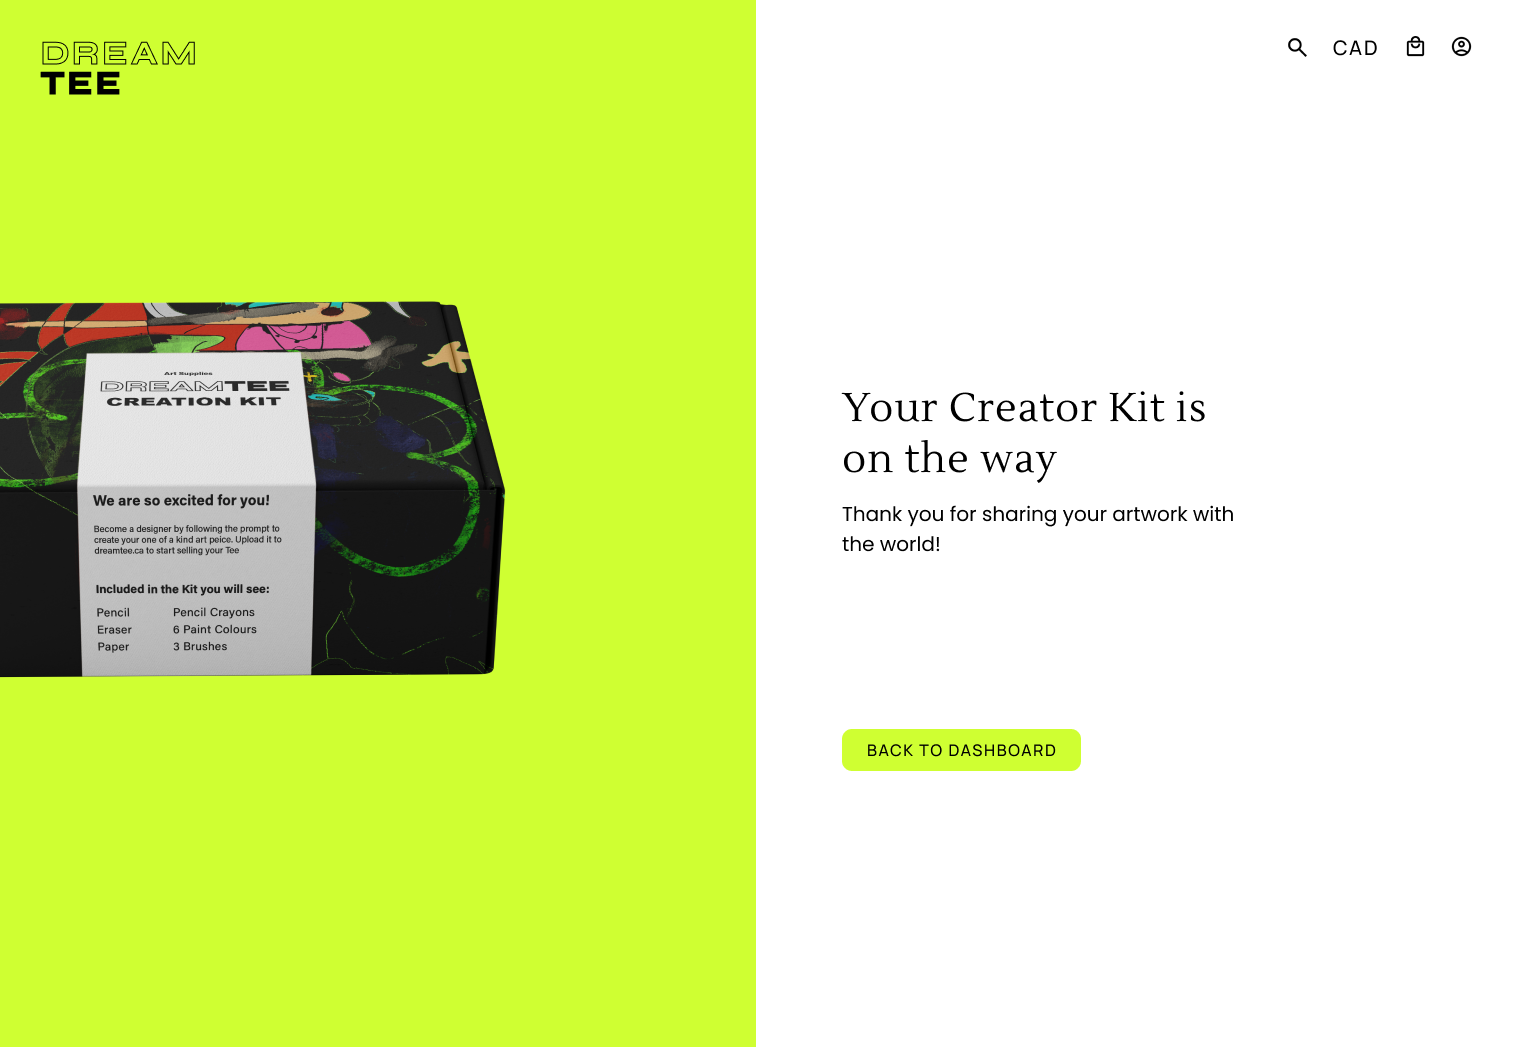 DREAM
TEE
CAD
Art Supplies
DREAMTEE
CREATION KIT
We are so excited for you!
Become a designer by following the prompt to
create your one of a kind art peice. Upload it to
dreamtee.ca to start selling your Tee
Included in the Kit you will see:
Pencil Pencil Crayons
Eraser 6 Paint Colours
Paper 3 Brushes
Your Creator Kit is
on the way
Thank you for sharing your artwork with
the world!
BACK TO DASHBOARD